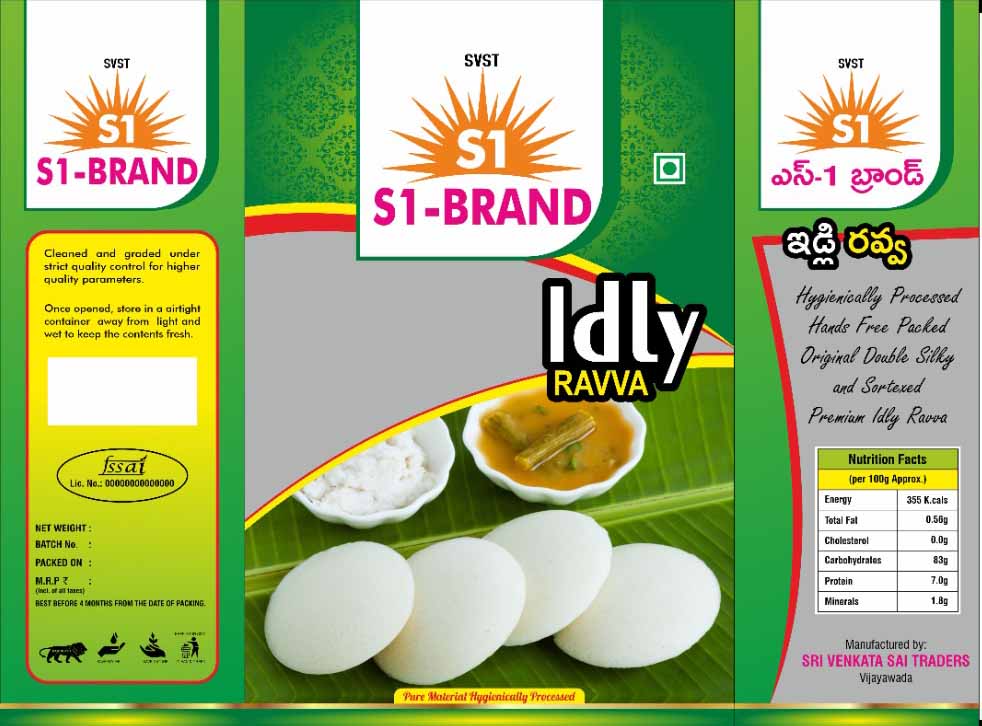 SVST
S1
S1-BRAND
Cleaned and graded under
strict quality control for higher
quality parameters.
Once opened, store in a airtight
container away from light and
wet to keep the contents fresh.
fssai
Lic. No.: 00000000000000
NET WEIGHT :
BATCH No. :
PACKED ON :
M.R.P ₹ :
(Incl. of all taxes)
BEST BEFORE 4 MONTHS FROM THE DATE OF PACKING.
SVST
S1
S1-BRAND
Idly
RAVVA
Pure Material Hygienically Processed
SVST
S1
ఎస్-1 బ్రాండ్
ఇడ్లి రవ్వ
Hygienically Processed
Hands Free Packed
Original Double Silky
and Sortexed
Premium Idly Ravva
Nutrition Facts
(per 100g Approx.)
Energy 355 K.cals
Total Fat 0.56g
Cholesterol 0.0g
Carbohydrates 83g
Protein 7.0g
Minerals 1.8g
Manufactured by:
SRI VENKATA SAI TRADERS
Vijayawada